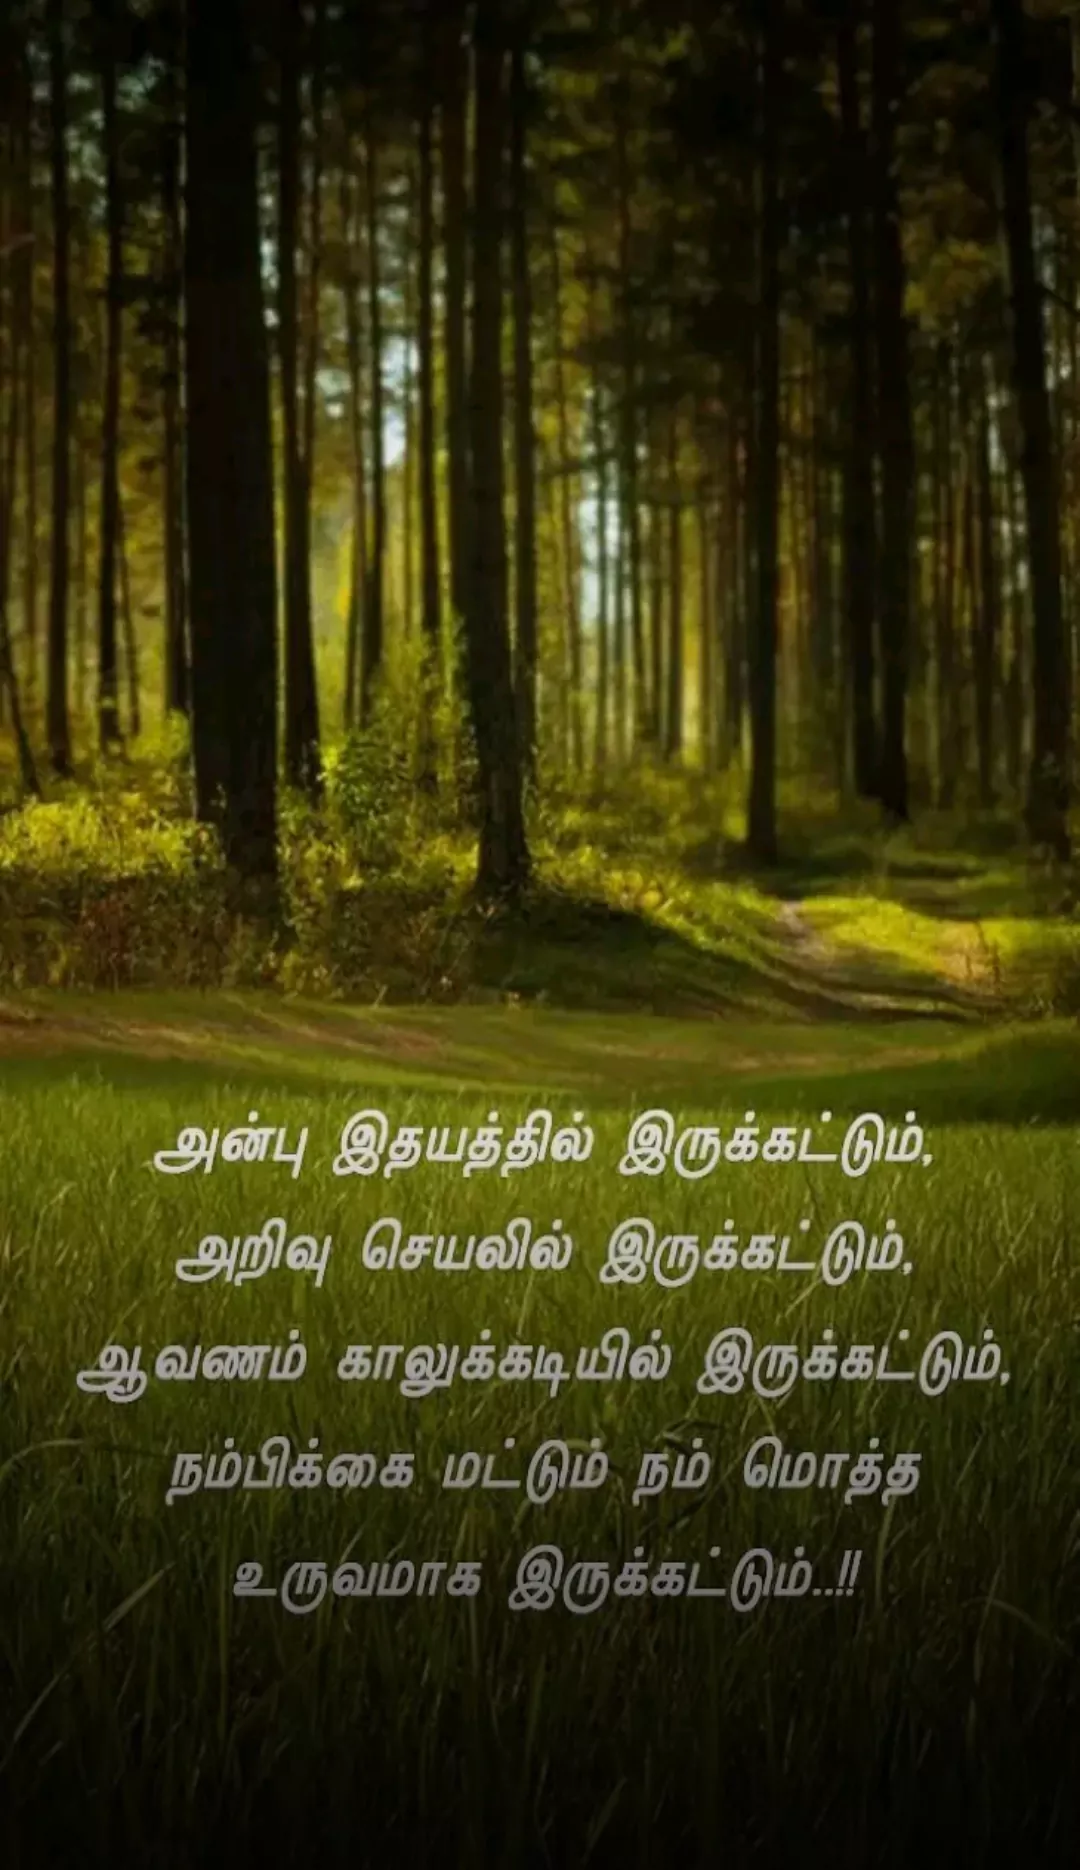 அன்பு இதயத்தில் இருக்கட்டும்,
அறிவு செயலில் இருக்கட்டும்,
ஆவணம் காலுக்கடியில் இருக்கட்டும்,
நம்பிக்கை மட்டும் நம் மொத்த
உருவமாக இருக்கட்டும்..!!